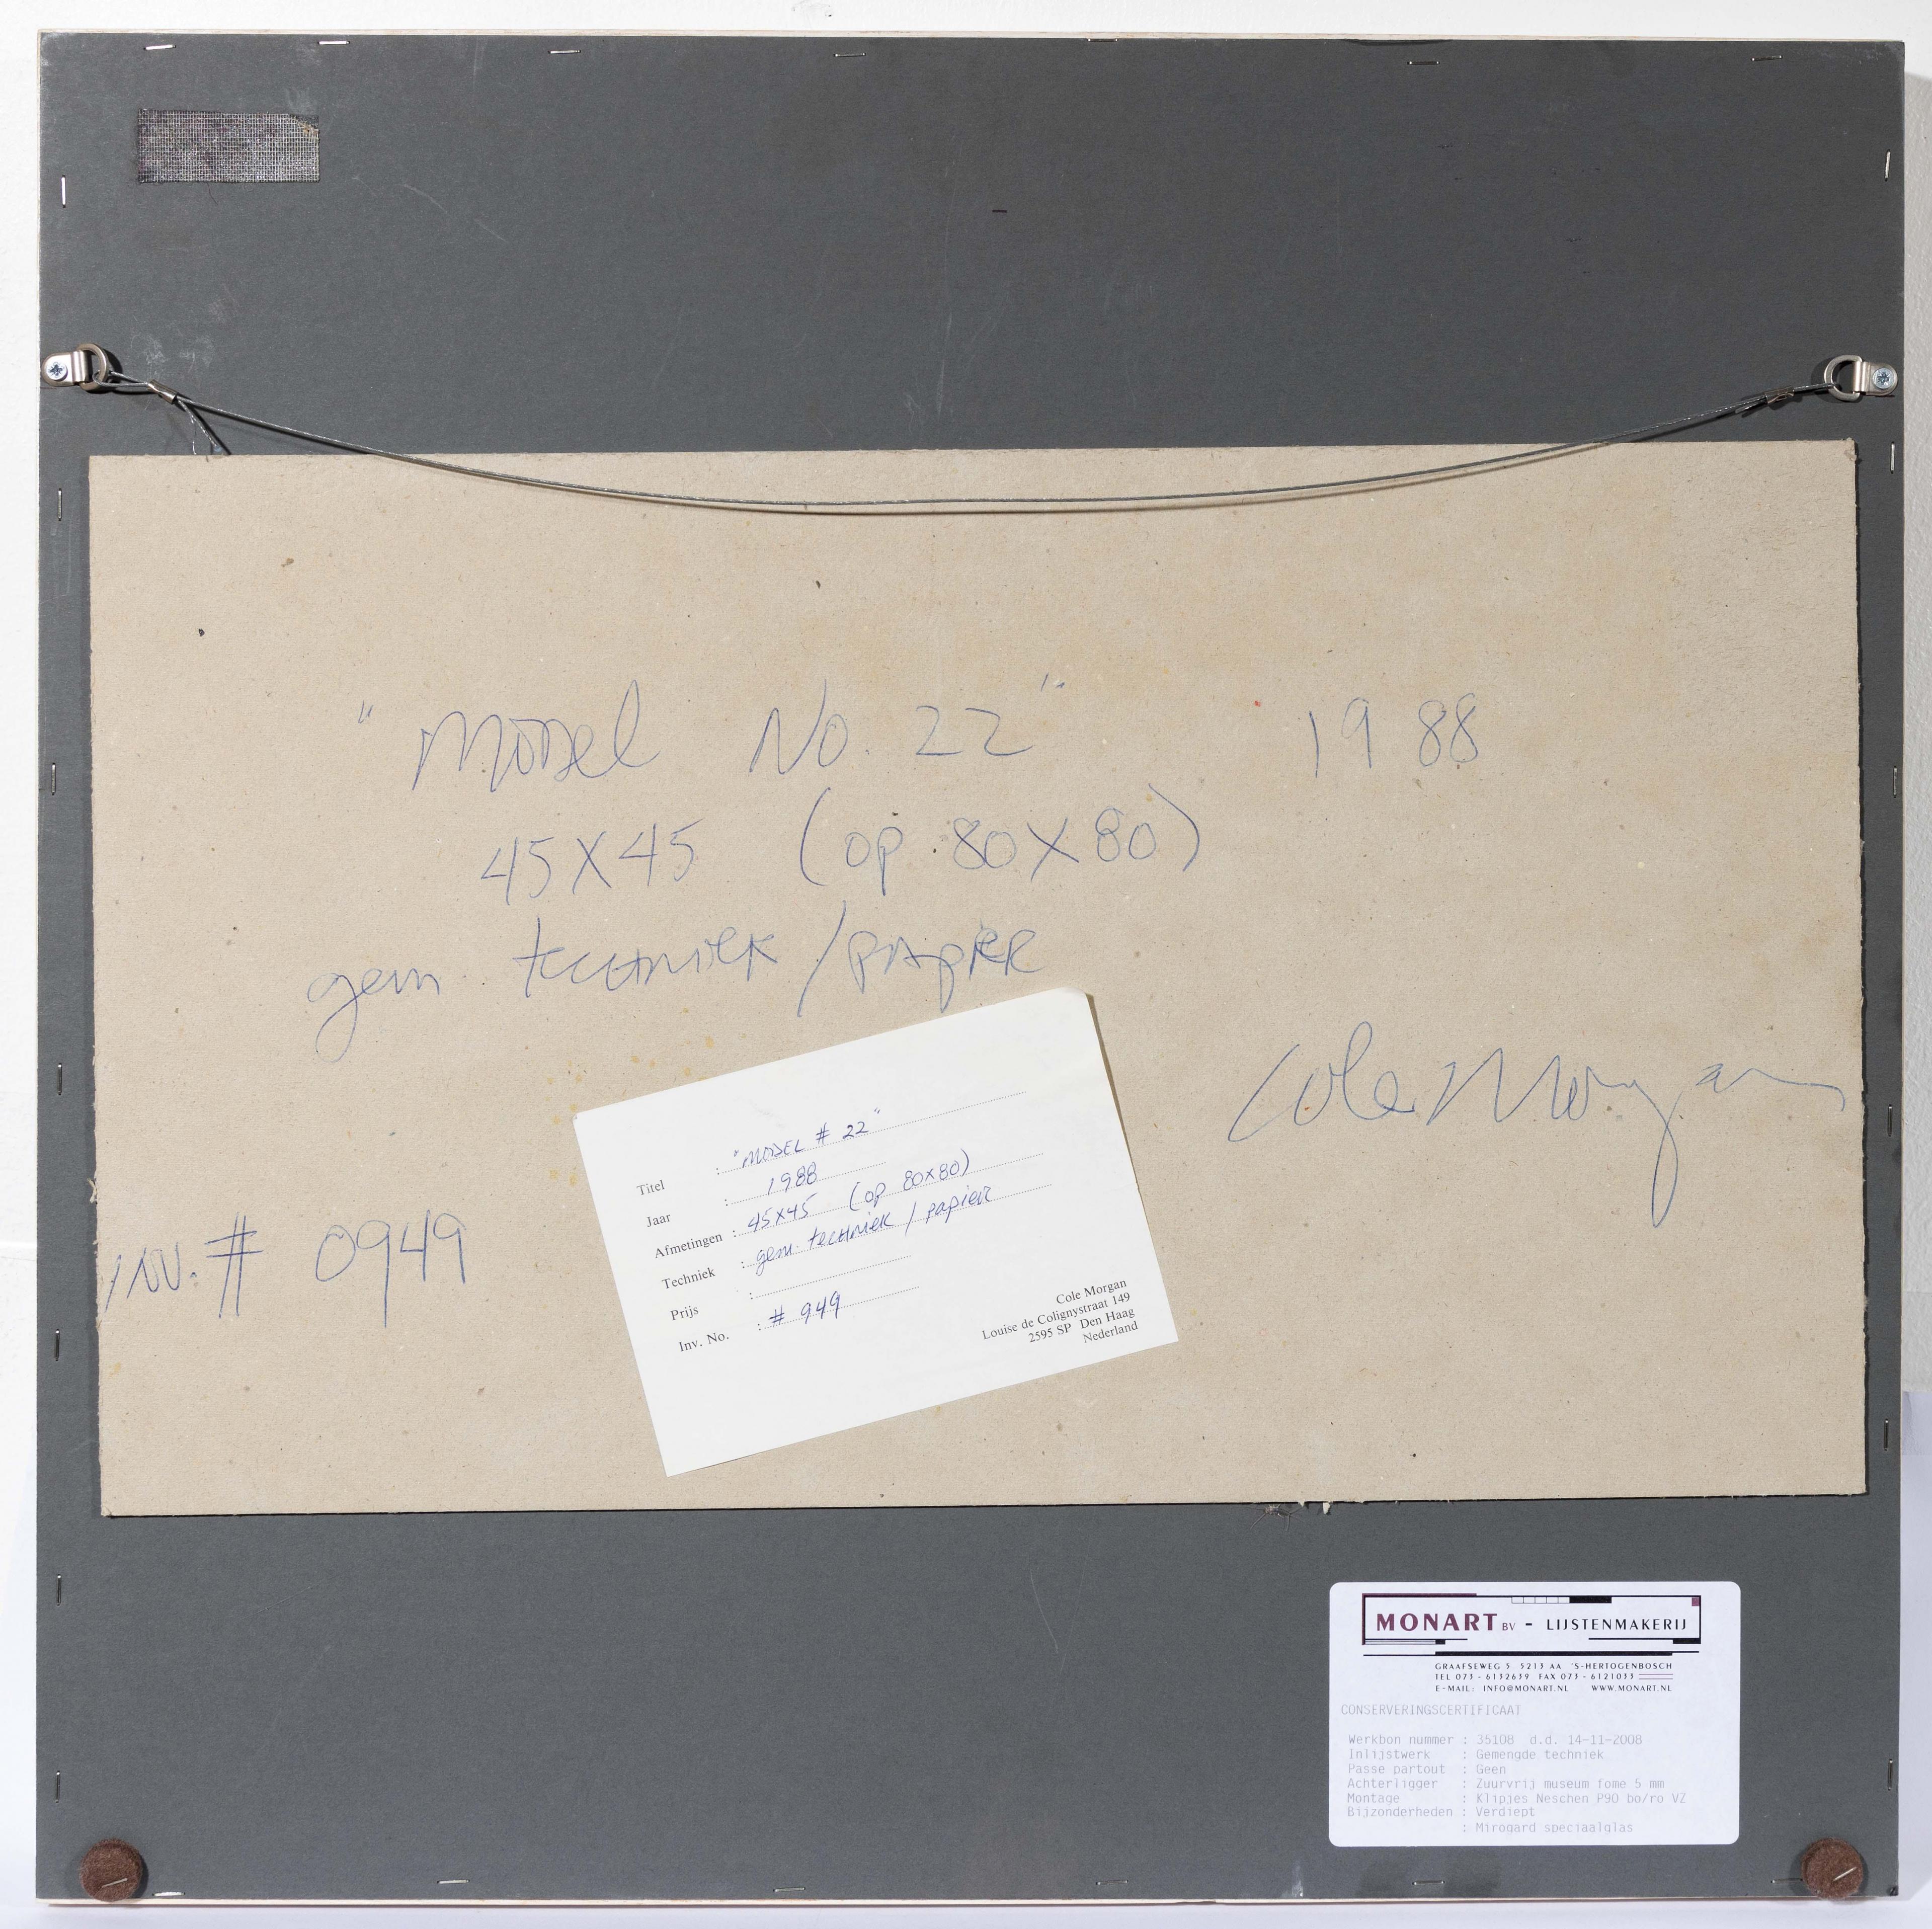 "Model No. 22" 1988
45X45 (op 80X80)
gem techniek/papier
Cole Morgan
INV. # 0949
Titel : "MODEL # 22"
Jaar : 1988
Afmetingen : 45x45 (op 80x80)
Techniek : gem. techniek / papier
Prijs :
Inv. No. : # 949
Cole Morgan
Louise de Colignystraat 149
2595 SP Den Haag
Nederland
MONART BV - LIJSTENMAKERIJ
GRAAFSEWEG 5 5213 AA 'S-HERTOGENBOSCH
TEL 073 - 6132639 FAX 073 - 6121033
E-MAIL: INFO@MONART.NL WWW.MONART.NL
CONSERVERINGSCERTIFICAAT
Werkbon nummer : 35108 d.d. 14-11-2008
Inlijstwerk : Gemengde techniek
Passe partout : Geen
Achterligger : Zuurvrij museum fome 5 mm
Montage : Klipjes Neschen P90 bo/ro VZ
Bijzonderheden : Verdiept
: Mirogard speciaalglas